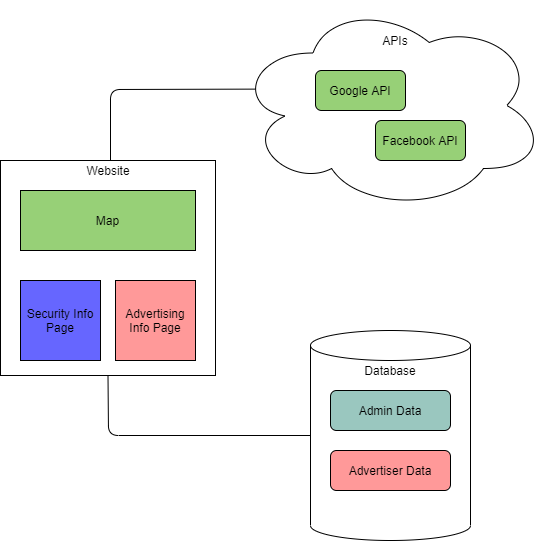 APIs
Google API
Facebook API
Website
Map
Security Info
Page
Advertising
Info Page
Database
Admin Data
Advertiser Data